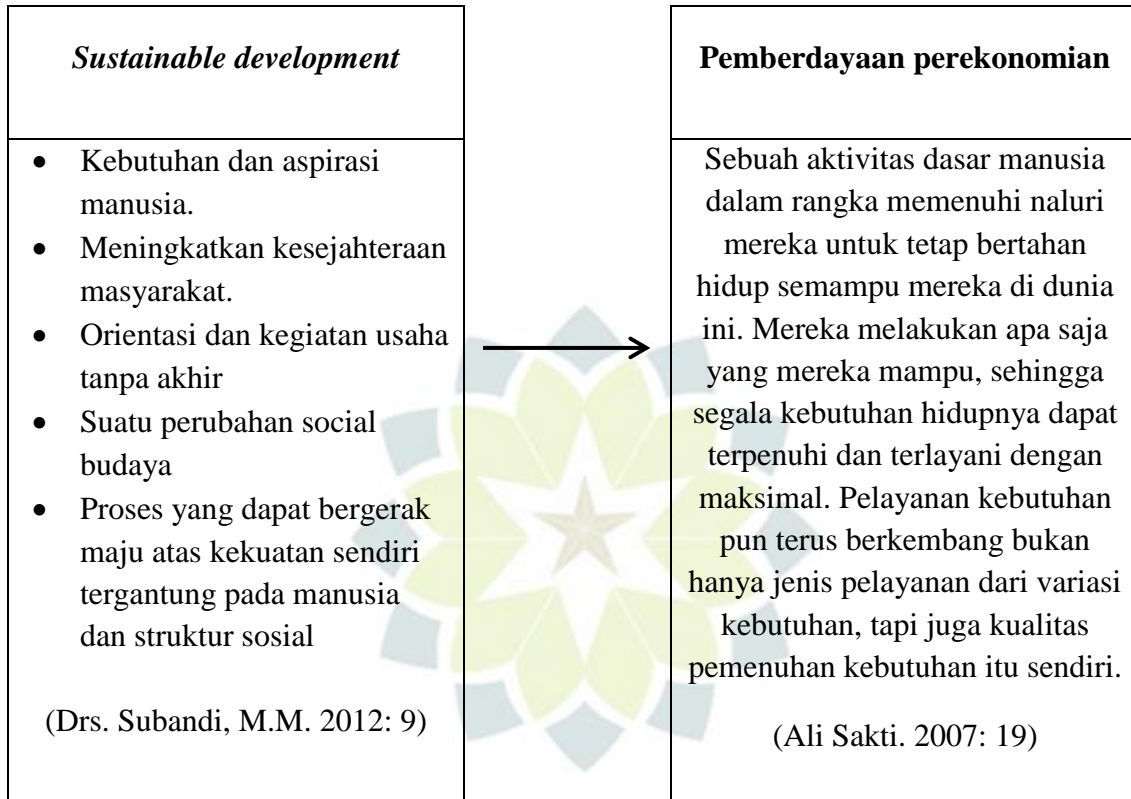 Sustainable development
• Kebutuhan dan aspirasi
manusia.
• Meningkatkan kesejahteraan
masyarakat.
• Orientasi dan kegiatan usaha
tanpa akhir
• Suatu perubahan social
budaya
• Proses yang dapat bergerak
maju atas kekuatan sendiri
tergantung pada manusia
dan struktur sosial
(Drs. Subandi, M.M. 2012: 9)
Pemberdayaan perekonomian
Sebuah aktivitas dasar manusia
dalam rangka memenuhi naluri
mereka untuk tetap bertahan
hidup semampu mereka di dunia
ini. Mereka melakukan apa saja
yang mereka mampu, sehingga
segala kebutuhan hidupnya dapat
terpenuhi dan terlayani dengan
maksimal. Pelayanan kebutuhan
pun terus berkembang bukan
hanya jenis pelayanan dari variasi
kebutuhan, tapi juga kualitas
pemenuhan kebutuhan itu sendiri.
(Ali Sakti. 2007: 19)